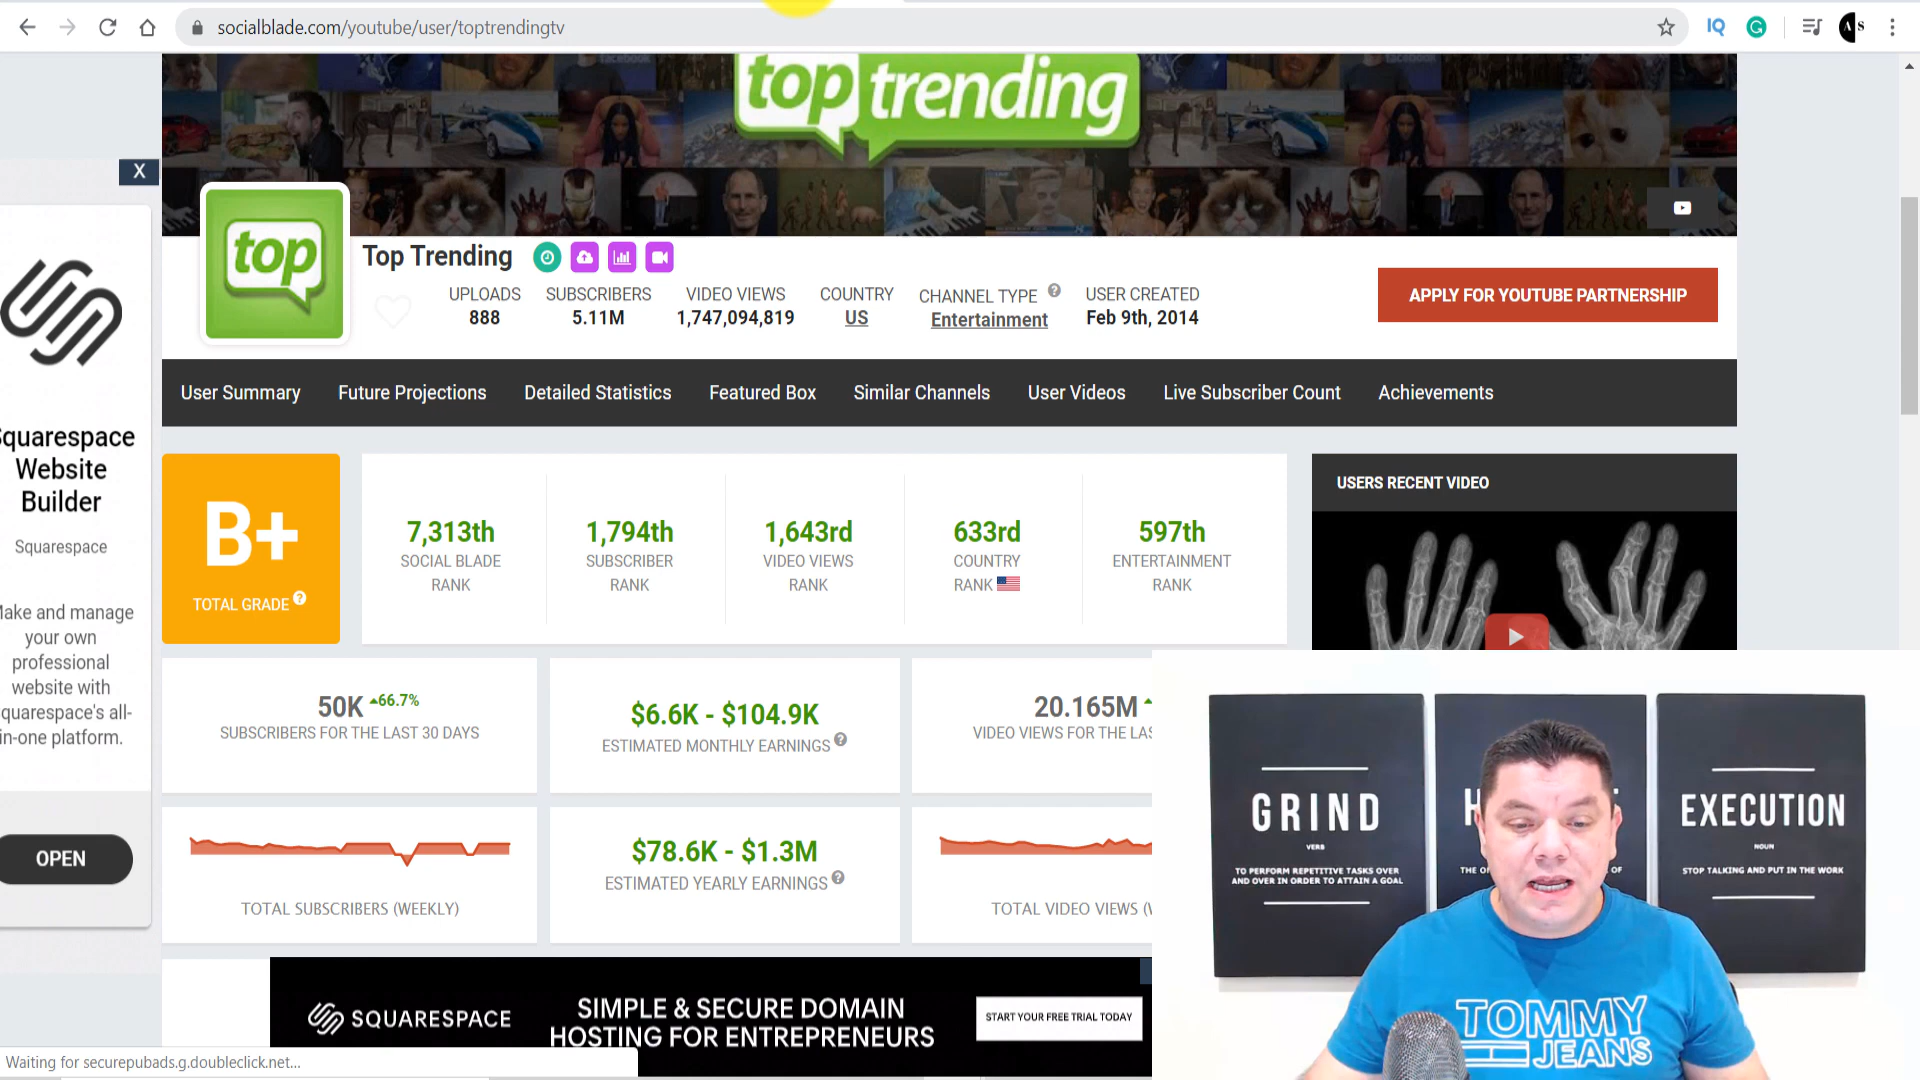 socialblade.com/youtube/user/toptrendingtv
IQ
top trending
X
top
Top Trending
UPLOADS
888
SUBSCRIBERS
5.11M
VIDEO VIEWS
1,747,094,819
COUNTRY
US
CHANNEL TYPE
Entertainment
USER CREATED
Feb 9th, 2014
APPLY FOR YOUTUBE PARTNERSHIP
User Summary
Future Projections
Detailed Statistics
Featured Box
Similar Channels
User Videos
Live Subscriber Count
Achievements
Squarespace
Website
Builder
Squarespace
Make and manage
your own
professional
website with
Squarespace's all-
in-one platform.
OPEN
B+
TOTAL GRADE
7,313th
SOCIAL BLADE
RANK
1,794th
SUBSCRIBER
RANK
1,643rd
VIDEO VIEWS
RANK
633rd
COUNTRY
RANK
597th
ENTERTAINMENT
RANK
USERS RECENT VIDEO
50K 66.7%
SUBSCRIBERS FOR THE LAST 30 DAYS
$6.6K - $104.9K
ESTIMATED MONTHLY EARNINGS
20.165M
VIDEO VIEWS FOR THE LAS
TOTAL SUBSCRIBERS (WEEKLY)
$78.6K - $1.3M
ESTIMATED YEARLY EARNINGS
TOTAL VIDEO VIEWS (W
SQUARESPACE
SIMPLE & SECURE DOMAIN
HOSTING FOR ENTREPRENEURS
START YOUR FREE TRIAL TODAY
Waiting for securepubads.g.doubleclick.net...
GRIND
VERB
TO PERFORM REPETITIVE TASKS OVER
AND OVER IN ORDER TO ATTAIN A GOAL
EXECUTION
NOUN
STOP TALKING AND PUT IN THE WORK
TOMMY
JEANS